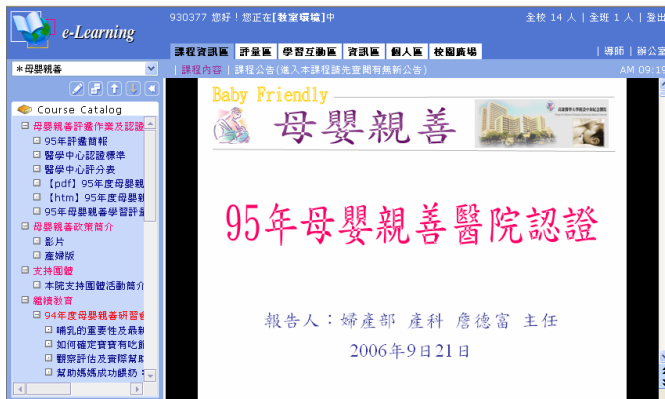 e-Learning
930377 您好！您正在[教室環境]中
全校 14 人 | 全班 1 人 | 登出
課程資訊區 評量區 學習互動區 資訊區 個人區 校園廣場
| 導師 | 辦公室
*母嬰親善
| 課程內容 | 課程公告(進入本課程請先查閱有無新公告)
AM 09:19
Course Catalog
母嬰親善評鑑作業及認證
95年評鑑簡報
醫學中心認證標準
醫學中心評分表
【pdf】95年度母嬰親
【htm】95年度母嬰親
95年母嬰親善學習評量
母嬰親善政策簡介
影片
產婦版
支持團體
本院支持團體活動簡介
繼續教育
94年度母嬰親善研習會
哺乳的重要性及最新
如何確定寶寶有吃飽
觀察評估及實際幫助
幫助媽媽成功餵奶：
Baby Friendly
母嬰親善
95年母嬰親善醫院認證
報告人：婦產部 產科 詹德富 主任
2006年9日21日